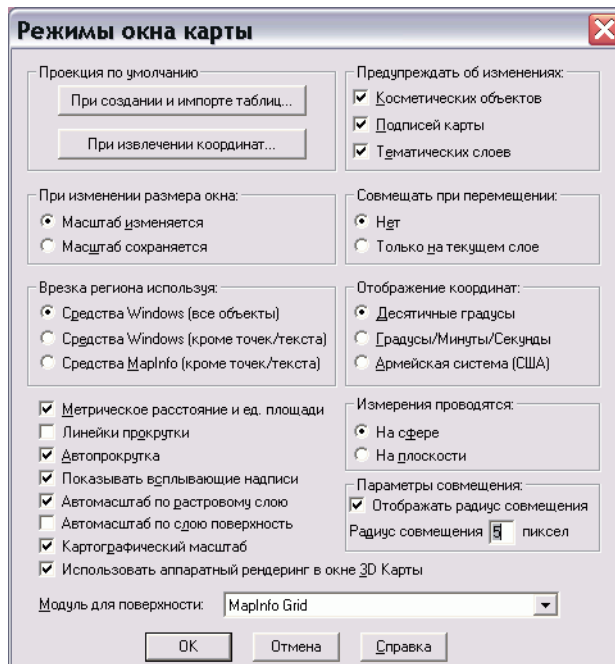 Режимы окна карты
Проекция по умолчанию
При создании и импорте таблиц...
При извлечении координат...
Предупреждать об изменениях:
Косметических объектов
Подписей карты
Тематических слоев
При изменении размера окна:
Масштаб изменяется
Масштаб сохраняется
Совмещать при перемещении:
Нет
Только на текущем слое
Врезка региона используя:
Средства Windows (все объекты)
Средства Windows (кроме точек/текста)
Средства MapInfo (кроме точек/текста)
Отображение координат:
Десятичные градусы
Градусы/Минуты/Секунды
Армейская система (США)
Метрическое расстояние и ед. площади
Линейки прокрутки
Автопрокрутка
Показывать всплывающие надписи
Автомасштаб по растровому слою
Автомасштаб по слою поверхность
Картографический масштаб
Использовать аппаратный рендеринг в окне 3D Карты
Измерения проводятся:
На сфере
На плоскости
Параметры совмещения:
Отображать радиус совмещения
Радиус совмещения 5 пиксел
Модуль для поверхности: MapInfo Grid
OK Отмена Справка